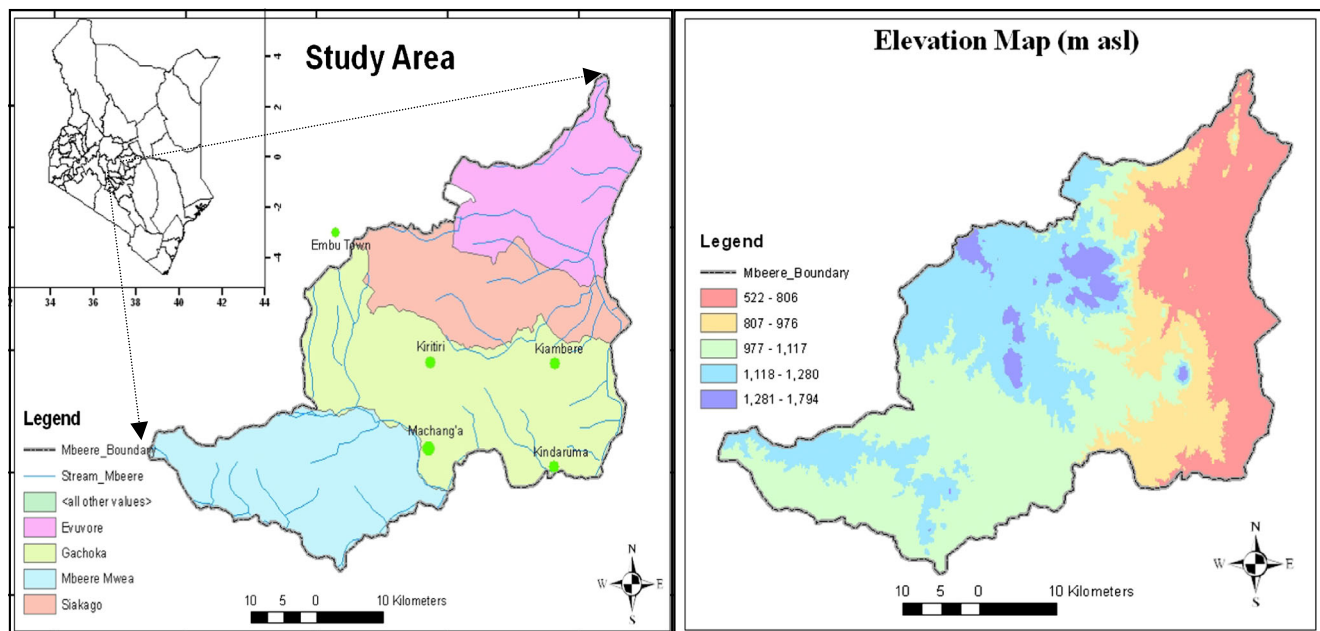 Study Area
4
2
0
2
4
32
34
36
38
40
42
44
Embu Town
Kiritiri
Kiambere
Machang'a
Kindaruma
Legend
Mbeere_Boundary
Stream_Mbeere
<all other values>
Evuvore
Gachoka
Mbeere Mwea
Siakago
10 5 0 10 Kilometers
N
W E
S
Elevation Map (m asl)
Legend
Mbeere_Boundary
522 - 806
807 - 976
977 - 1,117
1,118 - 1,280
1,281 - 1,794
10 5 0 10 Kilometers
N
W E
S